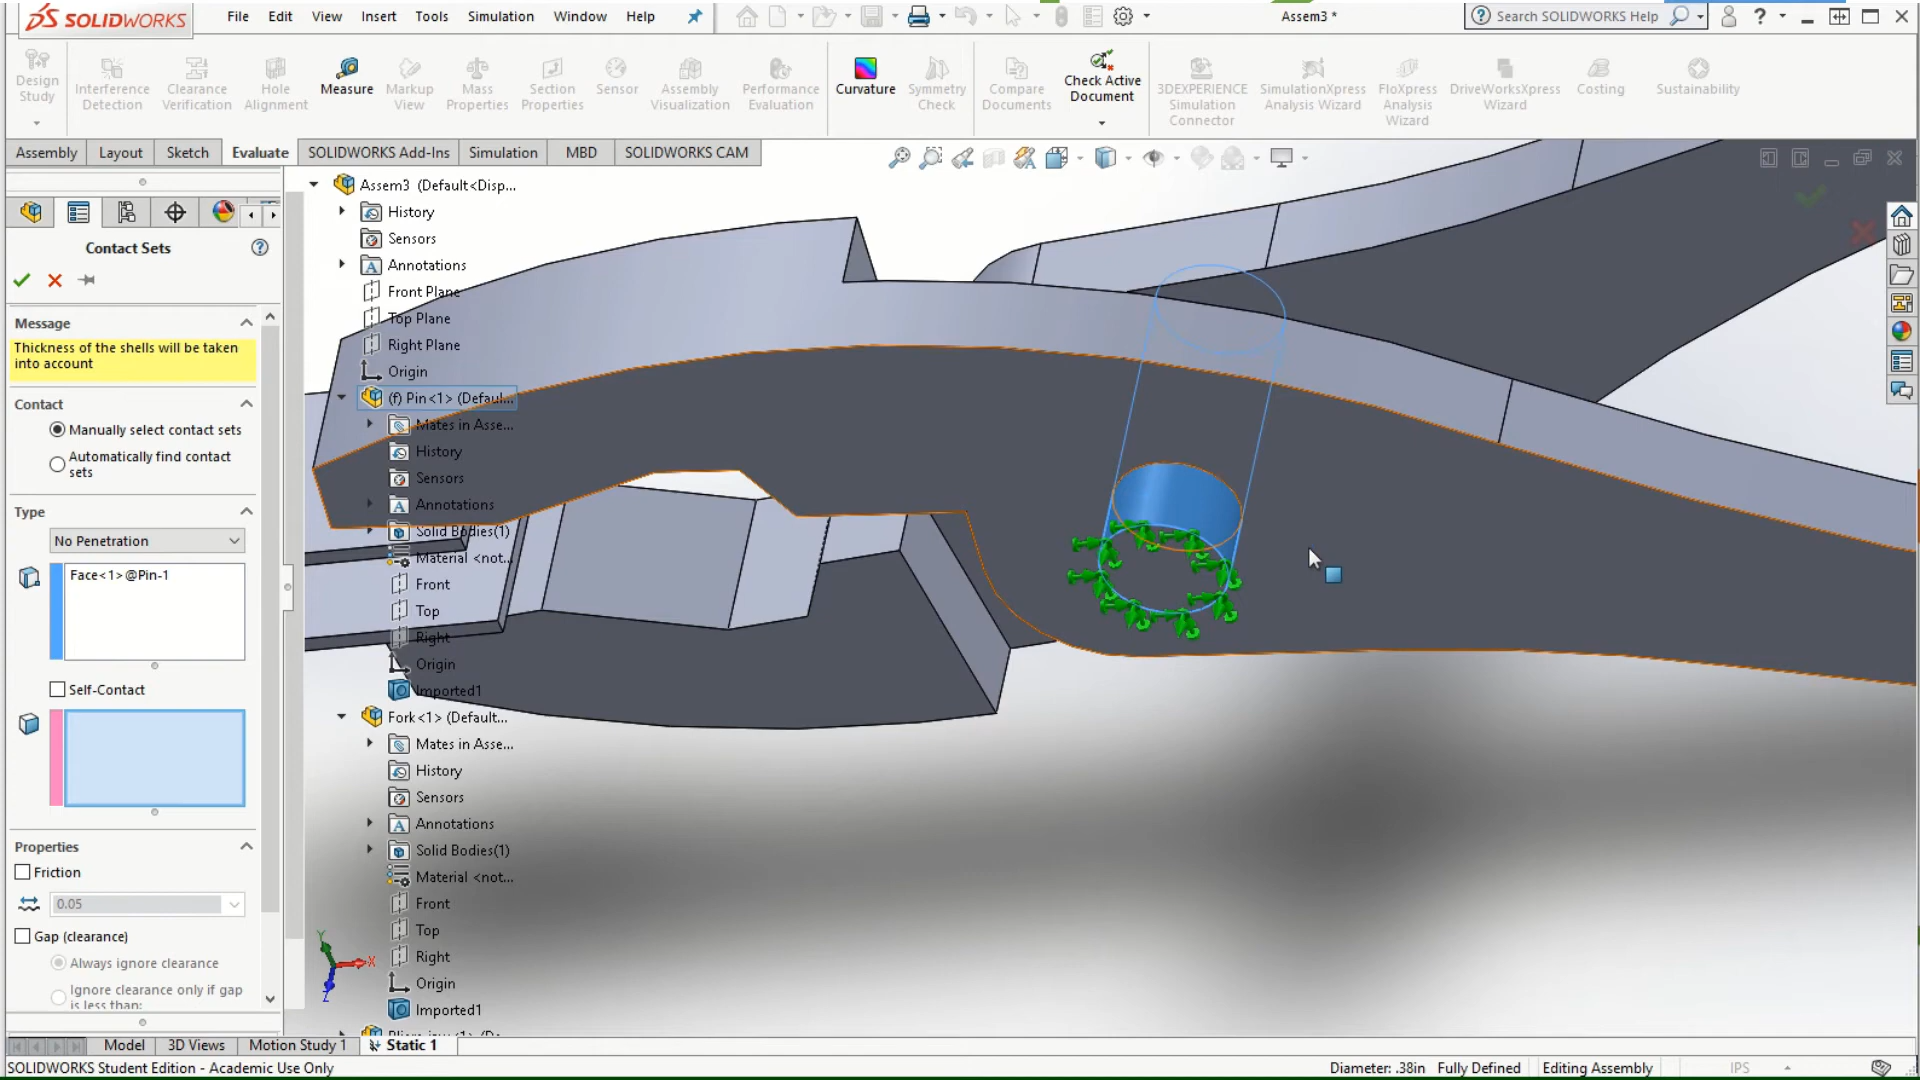 SOLIDWORKS
File Edit View Insert Tools Simulation Window Help
Assem3 *
Search SOLIDWORKS Help
Design Study
Interference Detection
Clearance Verification
Hole Alignment
Measure
Markup View
Mass Properties
Section Properties
Sensor
Assembly Visualization
Performance Evaluation
Curvature
Symmetry Check
Compare Documents
Check Active Document
3DEXPERIENCE Simulation Connector
SimulationXpress Analysis Wizard
FloXpress Analysis Wizard
DriveWorksXpress Wizard
Costing
Sustainability
Assembly Layout Sketch Evaluate SOLIDWORKS Add-Ins Simulation MBD SOLIDWORKS CAM
Contact Sets
Message
Thickness of the shells will be taken
into account
Contact
Manually select contact sets
Automatically find contact
sets
Type
No Penetration
Face<1>@Pin-1
Self-Contact
Properties
Friction
0.05
Gap (clearance)
Always ignore clearance
Ignore clearance only if gap
is less than:
Assem3 (Default<Disp...
History
Sensors
A Annotations
Front Plane
Top Plane
Right Plane
Origin
(f) Pin<1> (Defaul...
Mates in Asse...
History
Sensors
A Annotations
Solid Bodies(1)
Material <not...
Front
Top
Right
Origin
Imported1
Fork<1> (Default...
Mates in Asse...
History
Sensors
A Annotations
Solid Bodies(1)
Material <not...
Front
Top
Right
Origin
Imported1
Y
X
Z
Model 3D Views Motion Study 1 Static 1
SOLIDWORKS Student Edition - Academic Use Only
Diameter: .38in Fully Defined Editing Assembly IPS